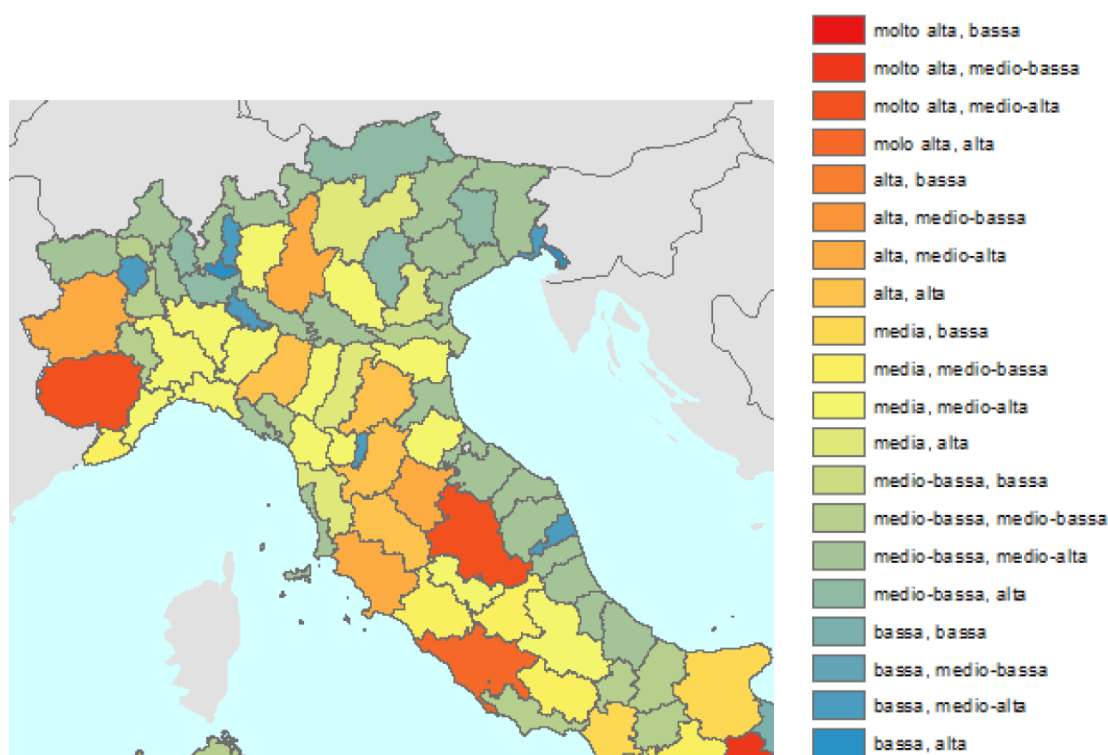 molto alta, bassa
molto alta, medio-bassa
molto alta, medio-alta
molo alta, alta
alta, bassa
alta, medio-bassa
alta, medio-alta
alta, alta
media, bassa
media, medio-bassa
media, medio-alta
media, alta
medio-bassa, bassa
medio-bassa, medio-bassa
medio-bassa, medio-alta
medio-bassa, alta
bassa, bassa
bassa, medio-bassa
bassa, medio-alta
bassa, alta